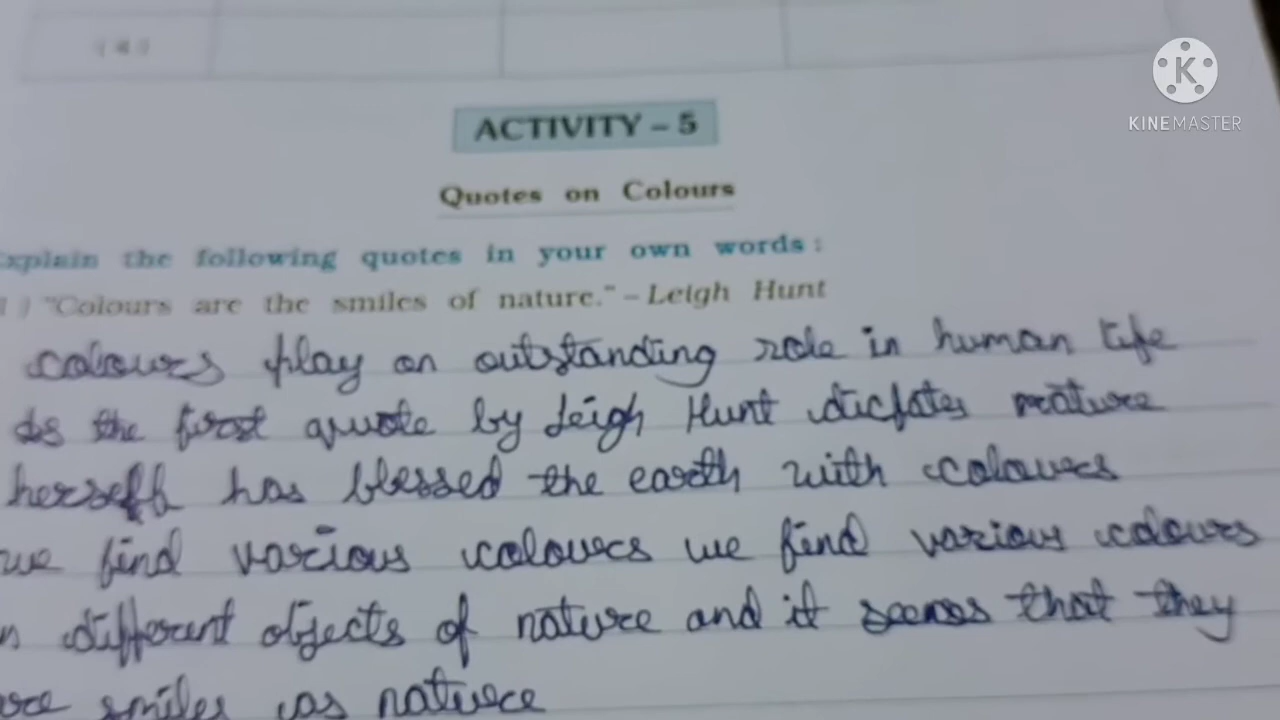 KINEMASTER
ACTIVITY – 5
Quotes on Colours
Explain the following quotes in your own words :
1) "Colours are the smiles of nature." – Leigh Hunt
colours play an outstanding role in human life
As the first quote by Leigh Hunt dictates nature
herself has blessed the earth with colours
we find various colours we find various colours
different objects of nature and it seems that they
smiles as nature